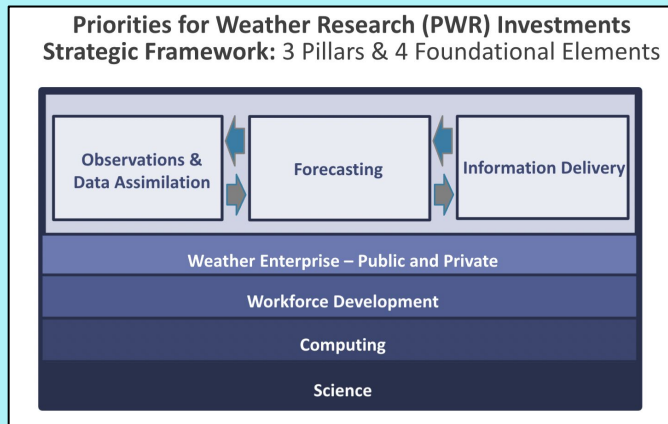 Priorities for Weather Research (PWR) Investments
Strategic Framework: 3 Pillars & 4 Foundational Elements
Observations &
Data Assimilation
Forecasting
Information Delivery
Weather Enterprise – Public and Private
Workforce Development
Computing
Science